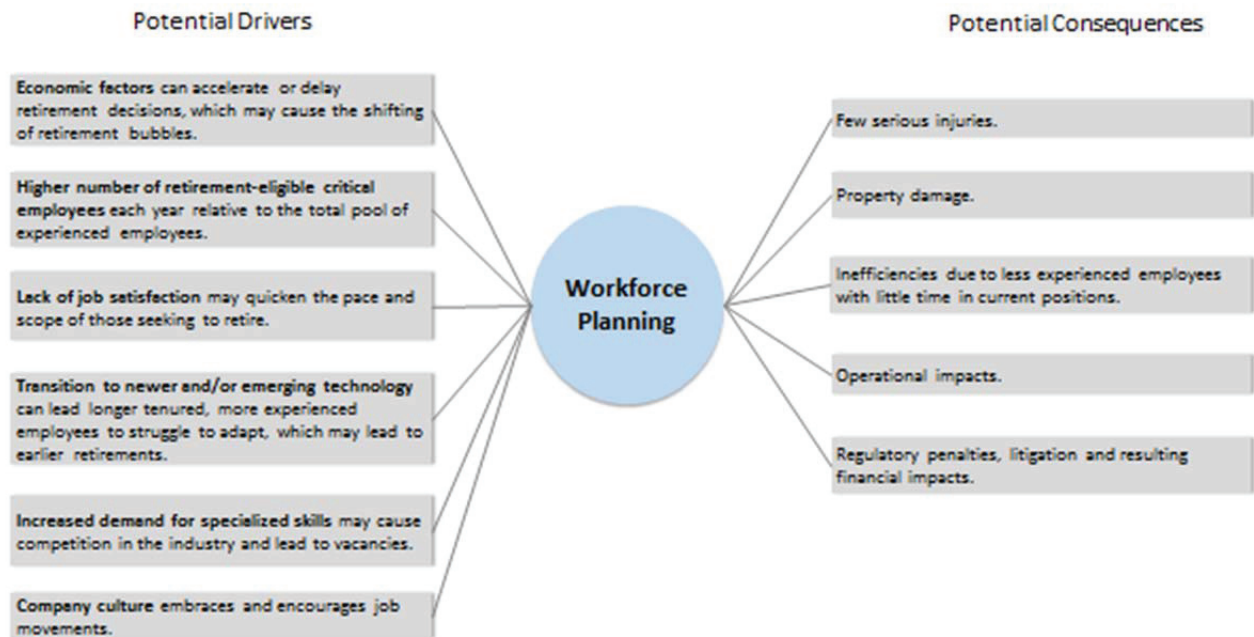 Potential Drivers
Economic factors can accelerate or delay
retirement decisions, which may cause the shifting
of retirement bubbles.
Higher number of retirement-eligible critical
employees each year relative to the total pool of
experienced employees.
Lack of job satisfaction may quicken the pace and
scope of those seeking to retire.
Transition to newer and/or emerging technology
can lead longer tenured, more experienced
employees to struggle to adapt, which may lead to
earlier retirements.
Increased demand for specialized skills may cause
competition in the industry and lead to vacancies.
Company culture embraces and encourages job
movements.
Workforce
Planning
Potential Consequences
Few serious injuries.
Property damage.
Inefficiencies due to less experienced employees
with little time in current positions.
Operational impacts.
Regulatory penalties, litigation and resulting
financial impacts.